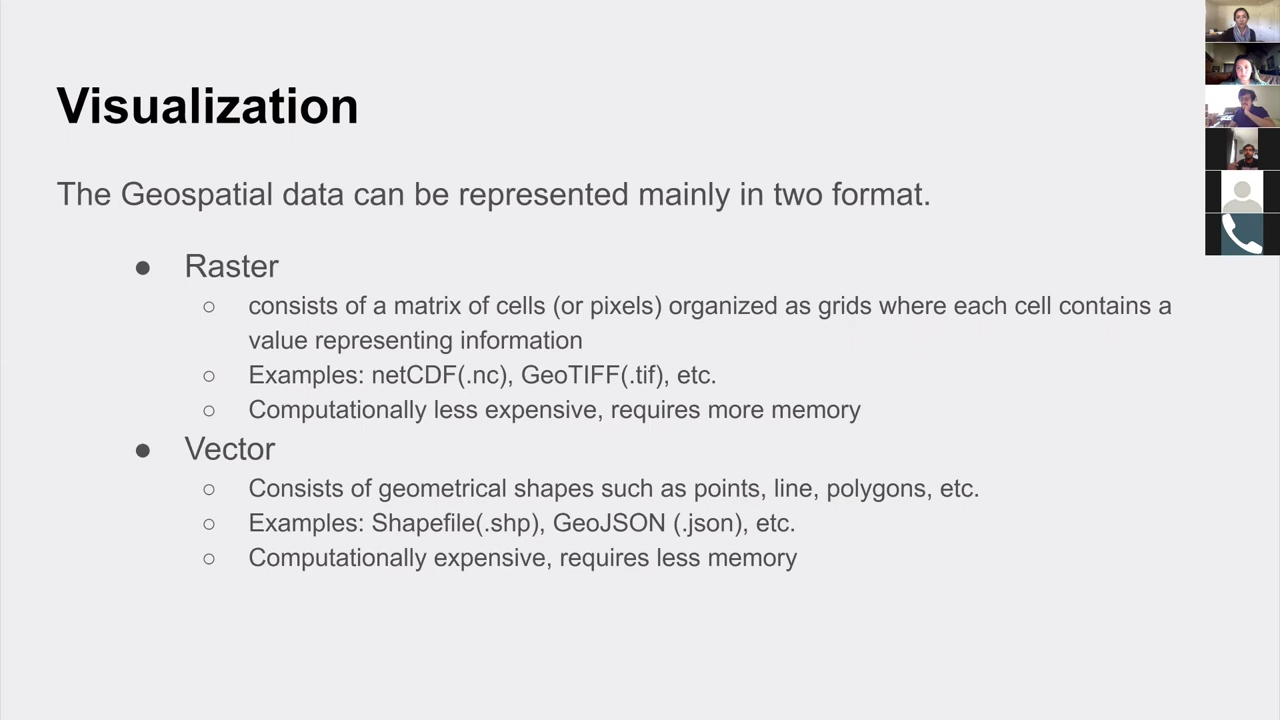 Visualization
The Geospatial data can be represented mainly in two format.
● Raster
○ consists of a matrix of cells (or pixels) organized as grids where each cell contains a
value representing information
○ Examples: netCDF(.nc), GeoTIFF(.tif), etc.
○ Computationally less expensive, requires more memory
● Vector
○ Consists of geometrical shapes such as points, line, polygons, etc.
○ Examples: Shapefile(.shp), GeoJSON (.json), etc.
○ Computationally expensive, requires less memory